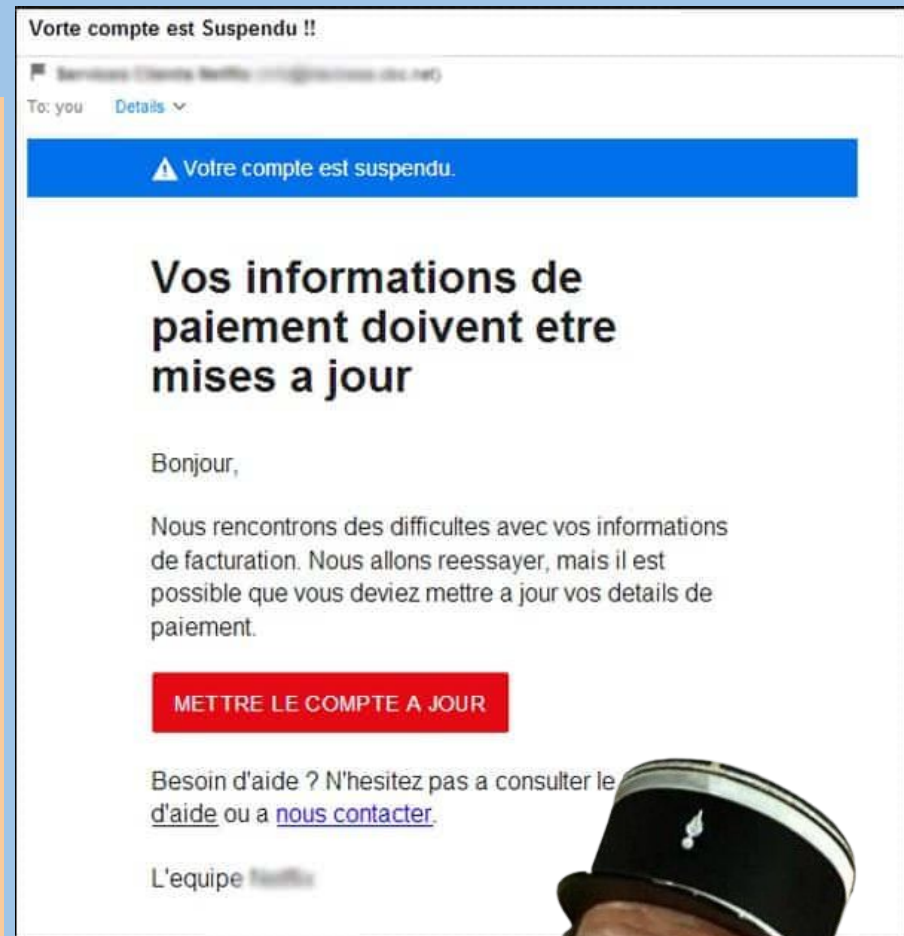 Vorte compte est Suspendu !!
To: you Details
Votre compte est suspendu.
Vos informations de
paiement doivent etre
mises a jour
Bonjour,
Nous rencontrons des difficultes avec vos informations
de facturation. Nous allons reessayer, mais il est
possible que vous deviez mettre a jour vos details de
paiement.
METTRE LE COMPTE A JOUR
Besoin d'aide ? N'hesitez pas a consulter le
d'aide ou a nous contacter.
L'equipe